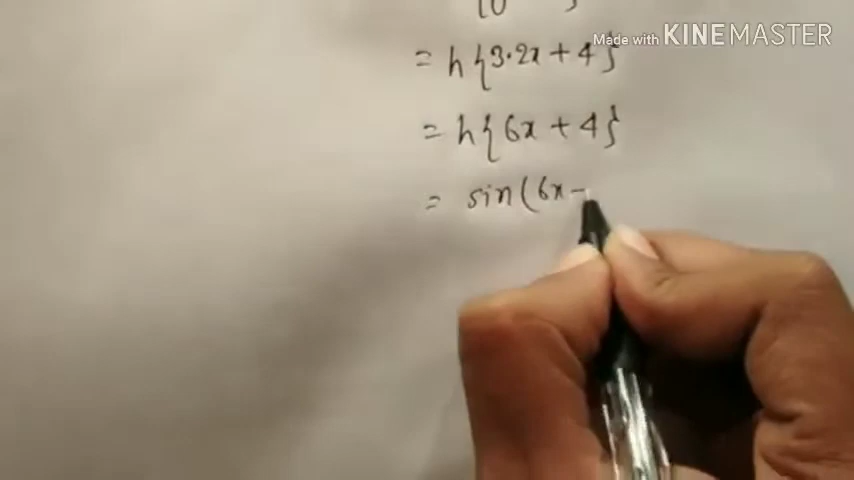 Made with KINEMASTER
= h{3·2x + 4}
= h{6x + 4}
= sin(6x -